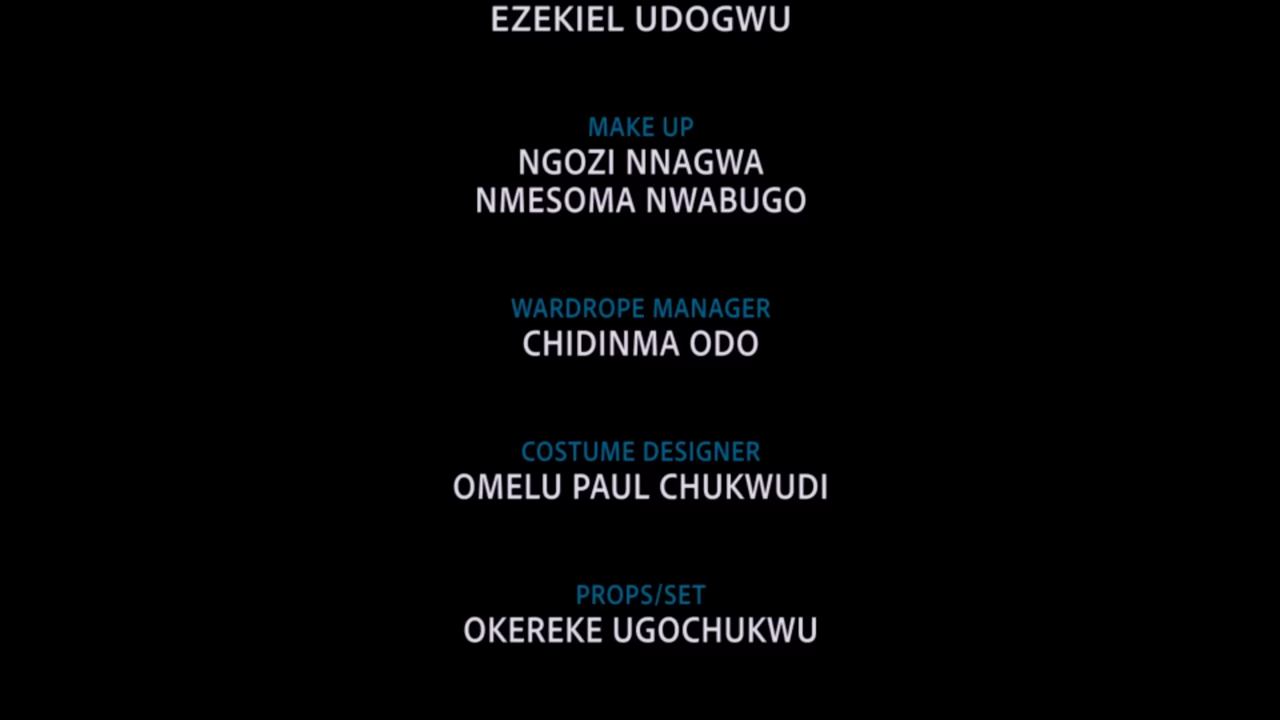 EZEKIEL UDOGWU
MAKE UP
NGOZI NNAGWA
NMESOMA NWABUGO
WARDROPE MANAGER
CHIDINMA ODO
COSTUME DESIGNER
OMELU PAUL CHUKWUDI
PROPS/SET
OKEREKE UGOCHUKWU